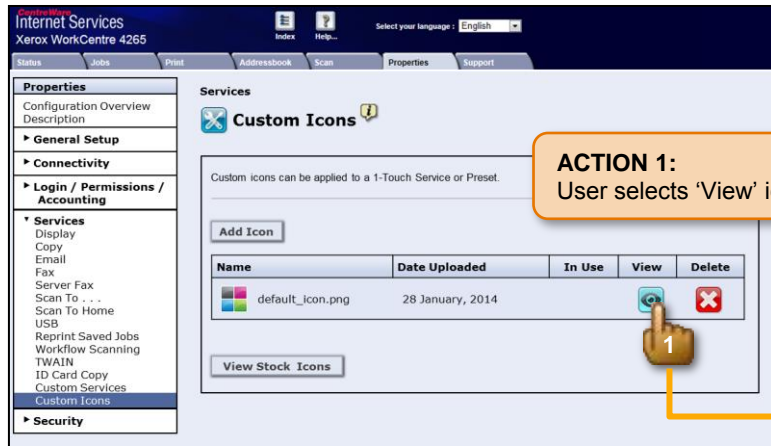 CentreWare
Internet Services
Xerox WorkCentre 4265
Index
Help...
Select your language :
English
Status
Jobs
Print
Addressbook
Scan
Properties
Support
Properties
Configuration Overview
Description
General Setup
Connectivity
Login / Permissions /
Accounting
Services
Display
Copy
Email
Fax
Server Fax
Scan To . . .
Scan To Home
USB
Reprint Saved Jobs
Workflow Scanning
TWAIN
ID Card Copy
Custom Services
Custom Icons
Security
Services
Custom Icons
Custom icons can be applied to a 1-Touch Service or Preset.
Add Icon
Name Date Uploaded In Use View Delete
default_icon.png 28 January, 2014
View Stock Icons
ACTION 1:
User selects ‘View’
1